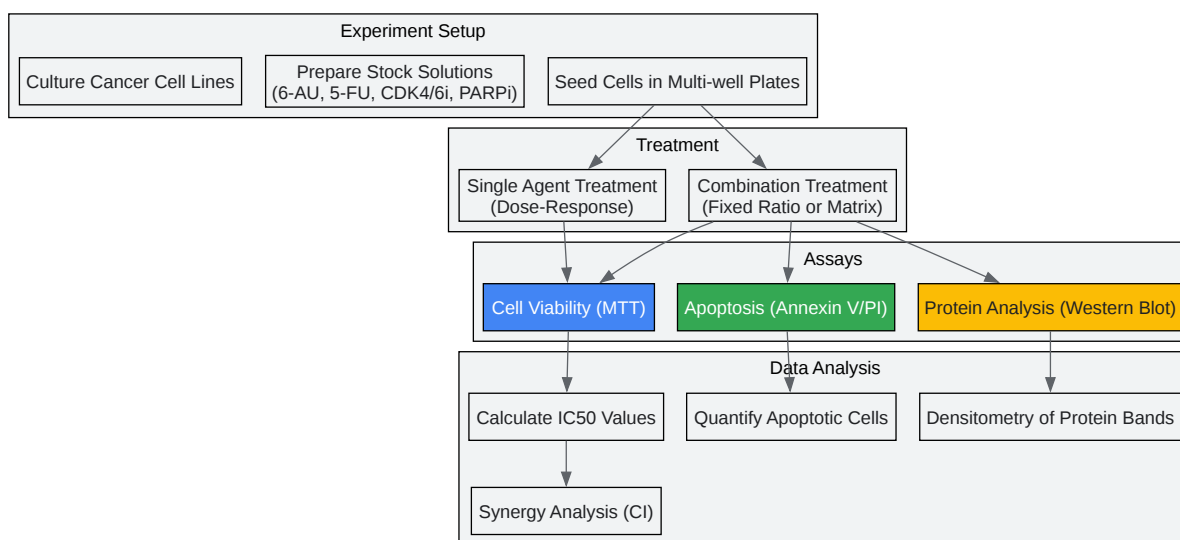 Experiment Setup
Culture Cancer Cell Lines
Prepare Stock Solutions
(6-AU, 5-FU, CDK4/6i, PARPi)
Seed Cells in Multi-well Plates
Treatment
Single Agent Treatment
(Dose-Response)
Combination Treatment
(Fixed Ratio or Matrix)
Assays
Cell Viability (MTT)
Apoptosis (Annexin V/PI)
Protein Analysis (Western Blot)
Data Analysis
Calculate IC50 Values
Quantify Apoptotic Cells
Densitometry of Protein Bands
Synergy Analysis (CI)